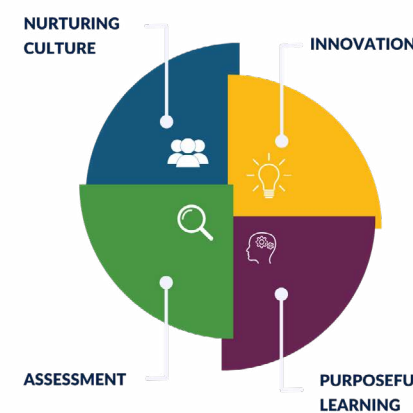 NURTURING
CULTURE
INNOVATION
ASSESSMENT
PURPOSEFU
LEARNING